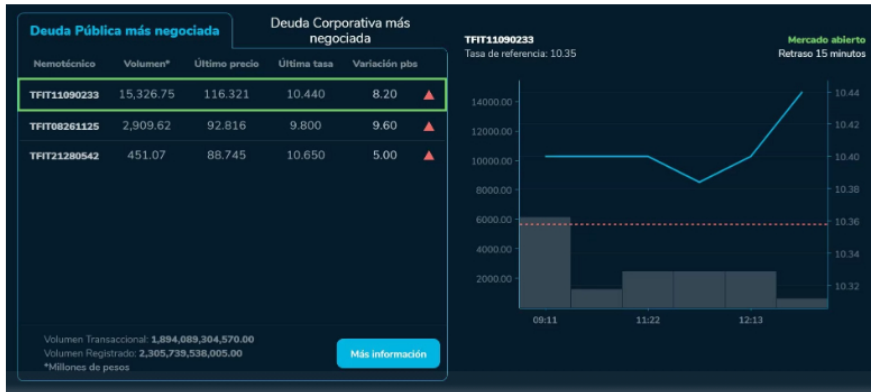 Deuda Pública más negociada
Deuda Corporativa más
negociada
Nemotécnico Volumen* Último precio Última tasa Variación pbs
TFIT11090233 15,326.75 116.321 10.440 8.20
TFIT08261125 2,909.62 92.816 9.800 9.60
TFIT21280542 451.07 88.745 10.650 5.00
Volumen Transaccional: 1,894,089,304,570.00
Volumen Registrado: 2,305,739,538,005.00
*Millones de pesos
Más información
TFIT11090233
Tasa de referencia: 10.35
Mercado abierto
Retraso 15 minutos
14000.00
12000.00
10000.00
8000.00
6000.00
4000.00
2000.00
10.44
10.42
10.40
10.38
10.36
10.34
10.32
09:11 11:22 12:13